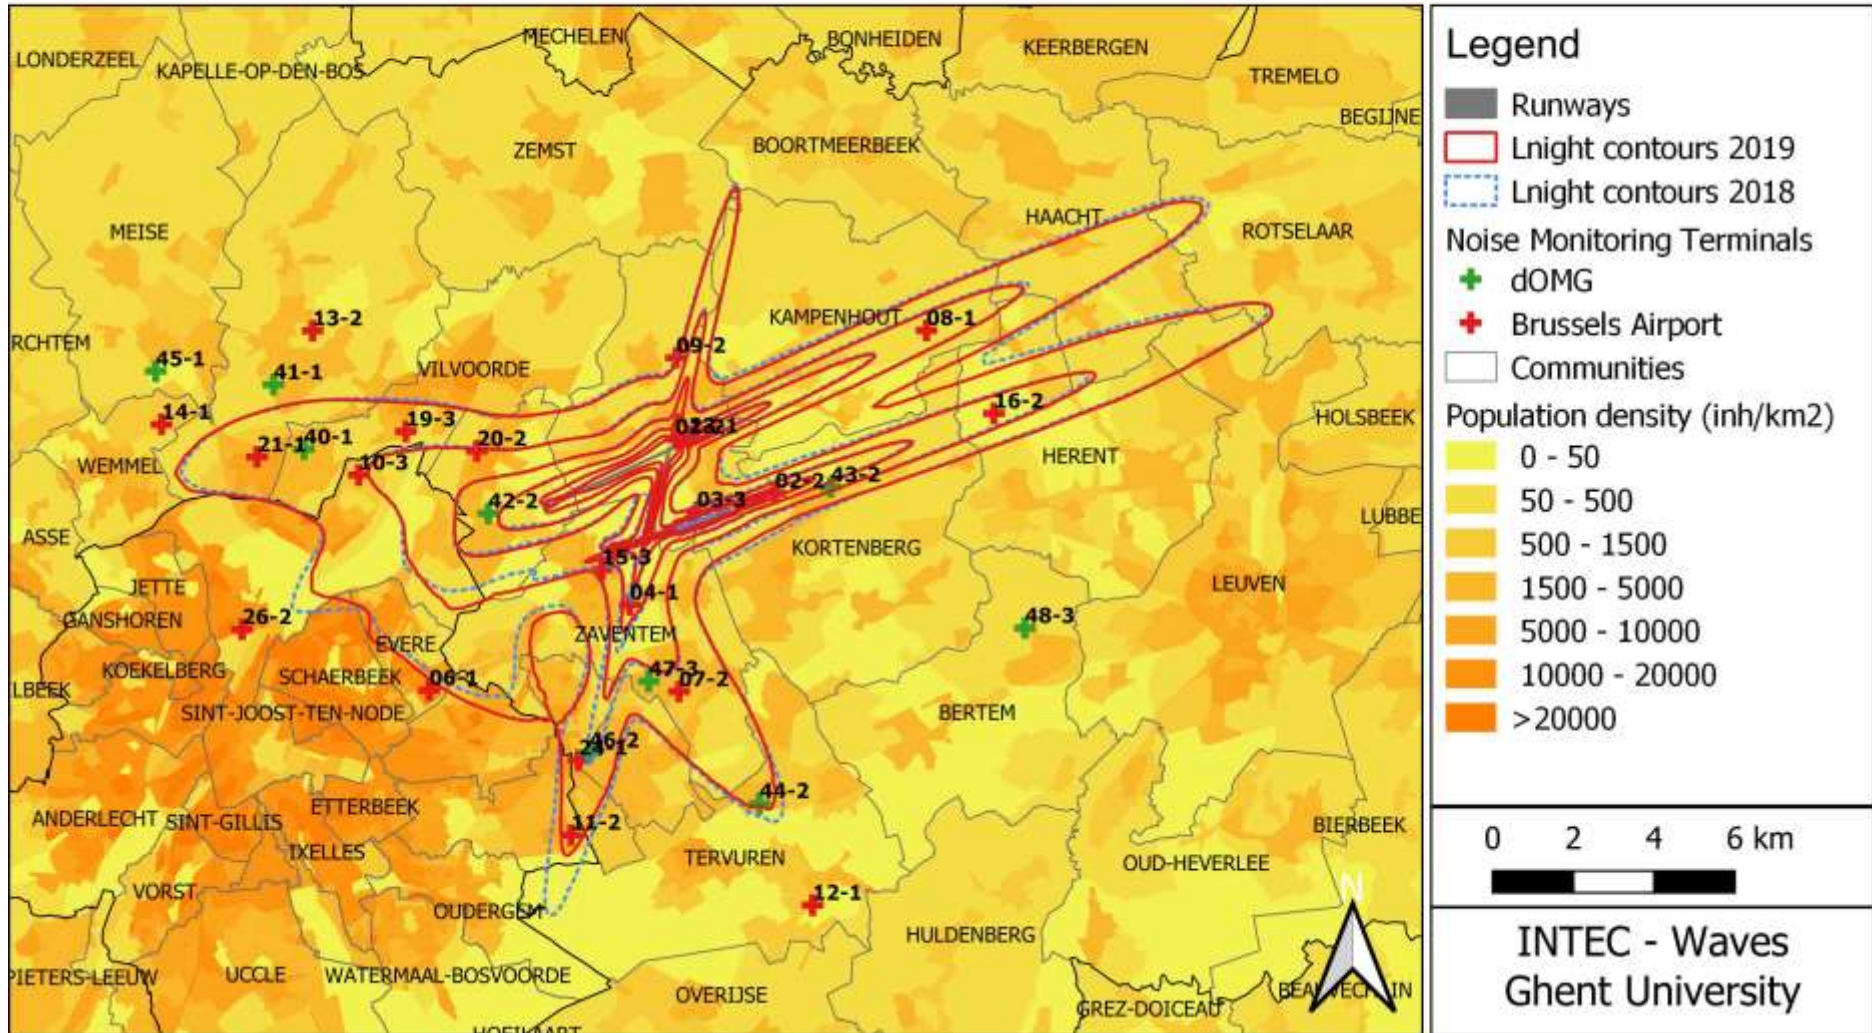 MECHELEN
BONHEIDEN
KEERBERGEN
LONDERZEEL
KAPELLE-OP-DEN-BOS
TREMELO
BEGIJNE
ZEMST
BOORTMEERBEEK
MEISE
HAACHT
ROTSELAAR
13-2
KAMPENHOUT
08-1
RCHTEM
45-1
41-1
VILVOORDE
09-2
14-1
19-3
16-2
HOLSBEEK
21-1
40-1
20-2
WEMMEL
10-3
HERENT
42-2
03-3
02-2
43-2
LUBBE
ASSE
KORTENBERG
15-3
JETTE
LEUVEN
GANSHOREN
26-2
04-1
48-3
EVERE
ZAVENTEM
KOEKELBERG
SCHAERBEEK
06-1
47-3
07-2
ILBEEK
SINT-JOOST-TEN-NODE
BERTEM
46-2
24-1
44-2
ETTERBEEK
ANDERLECHT
SINT-GILLIS
11-2
BIERBEEK
IXELLES
TERVUREN
OUD-HEVERLEE
VORST
12-1
OUDERGEM
HULDENBERG
PIETERS-LEEUW
UCCLE
WATERMAAL-BOSVOORDE
OVERIJSE
BEAUVECHAIN
GREZ-DOICEAU
HOEILAART
N
Legend
Runways
Lnight contours 2019
Lnight contours 2018
Noise Monitoring Terminals
dOMG
Brussels Airport
Communities
Population density (inh/km2)
0 - 50
50 - 500
500 - 1500
1500 - 5000
5000 - 10000
10000 - 20000
>20000
0 2 4 6 km
INTEC - Waves
Ghent University